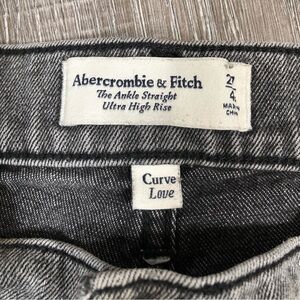 Abercrombie & Fitch
The Ankle Straight
Ultra High Rise
27
4
Curve
Love